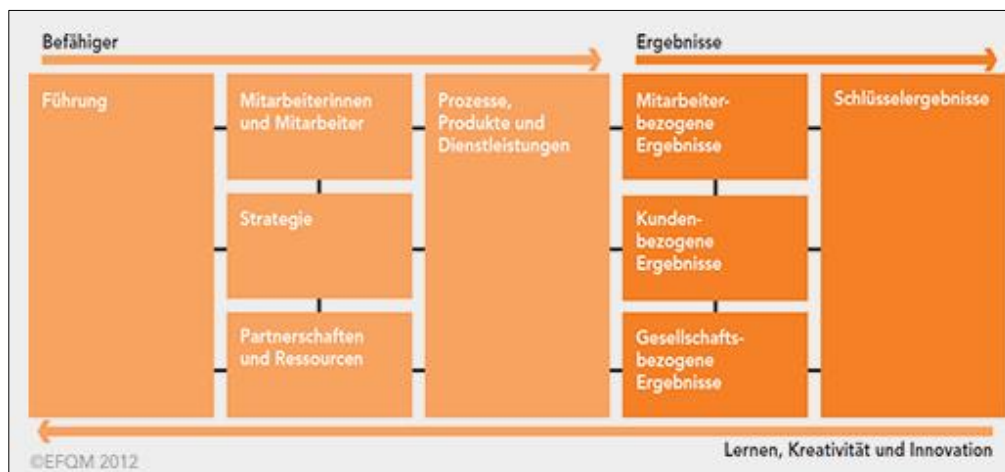 Befähiger
Ergebnisse
Führung
Mitarbeiterinnen
und Mitarbeiter
Strategie
Partnerschaften
und Ressourcen
Prozesse,
Produkte und
Dienstleistungen
Mitarbeiter-
bezogene
Ergebnisse
Kunden-
bezogene
Ergebnisse
Gesellschafts-
bezogene
Ergebnisse
Schlüsselergebnisse
Lernen, Kreativität und Innovation
©EFQM 2012